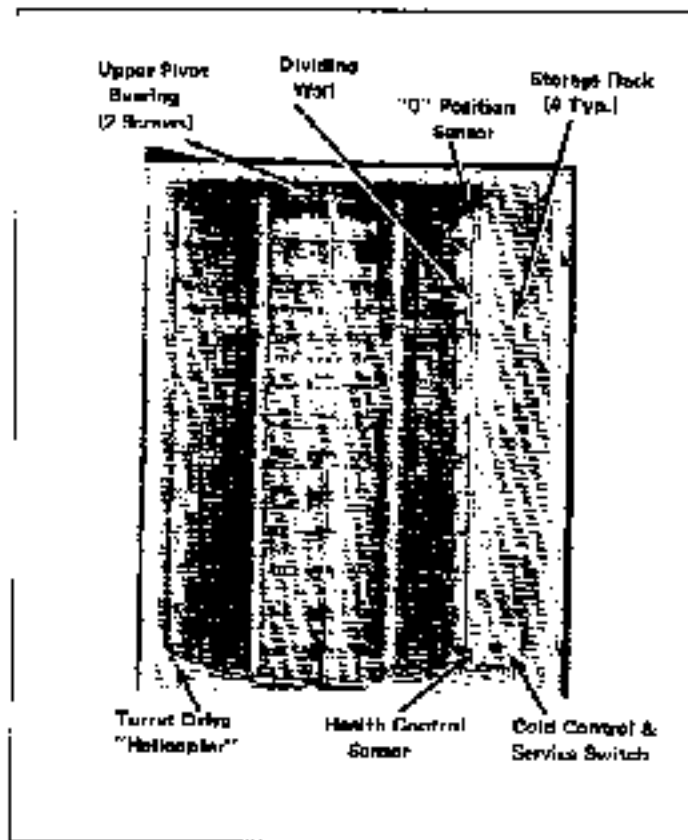 Upper Pivot
Bearing
(2 Screws)
Dividing
Wall
"0" Position
Sensor
Storage Rack
(4 Typ.)
Turret Drive
"Helicopter"
Health Control
Sensor
Cold Control &
Service Switch